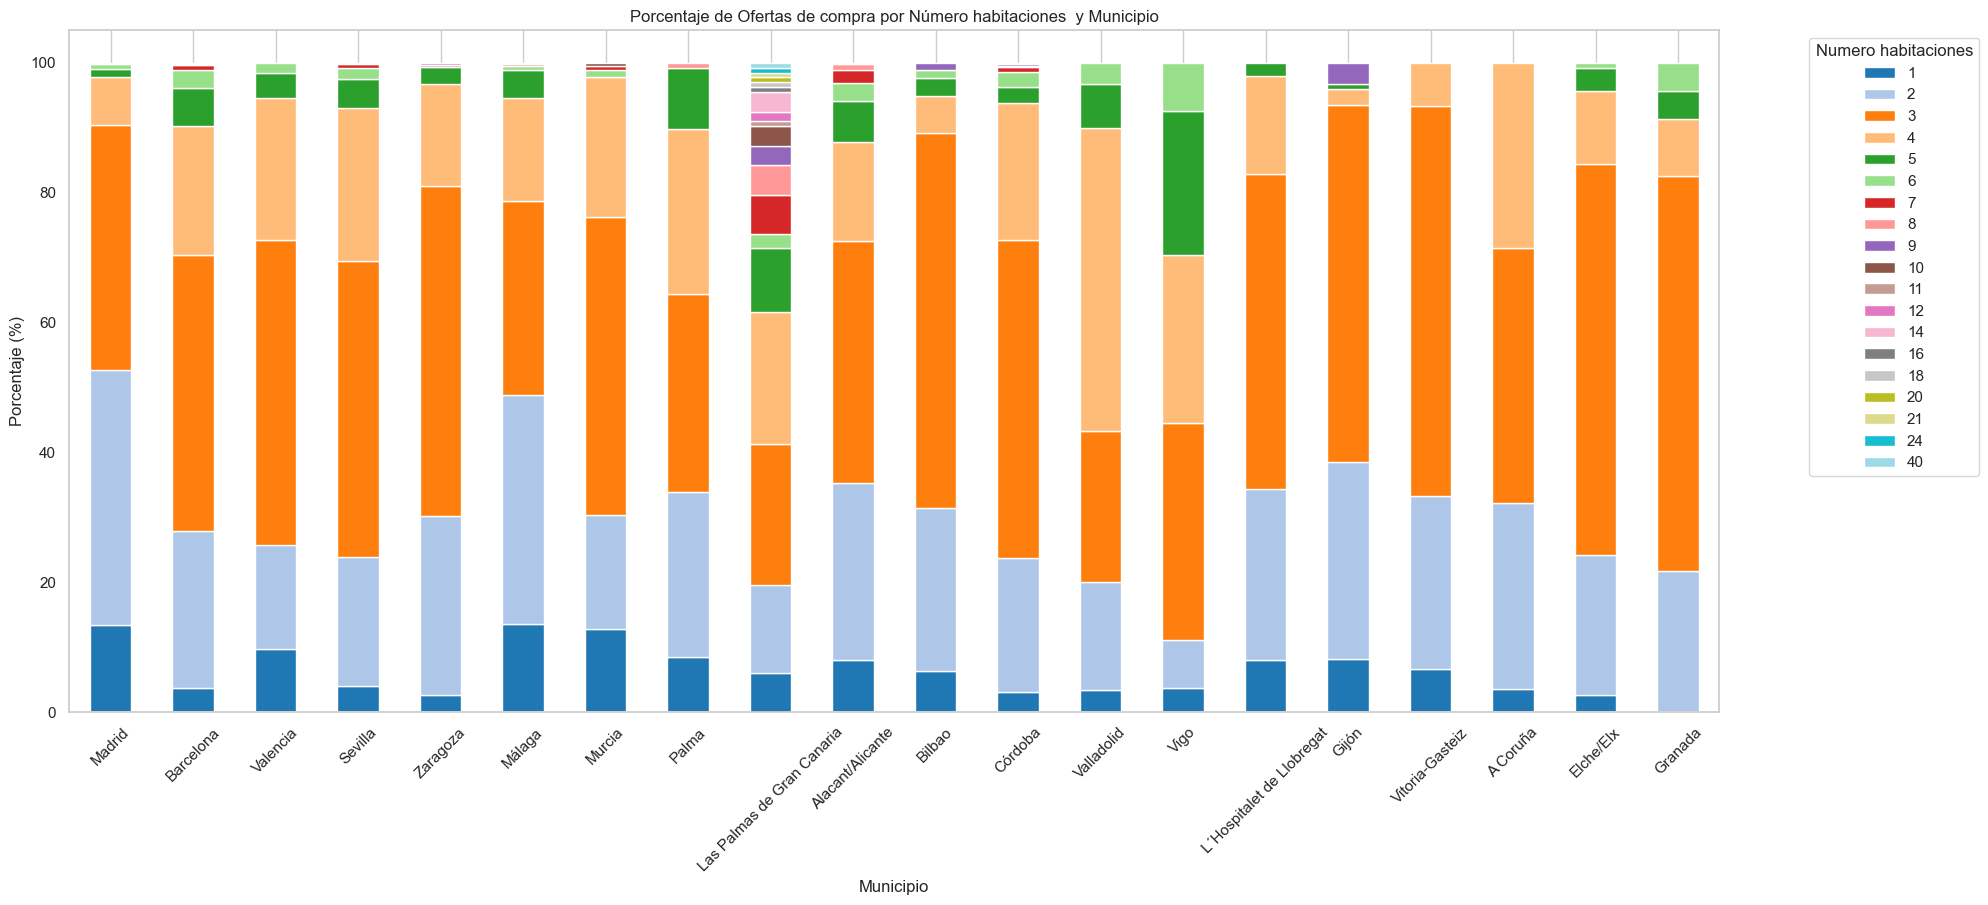 Porcentaje de Ofertas de compra por Número habitaciones  y Municipio
Porcentaje (%)
100
80
60
40
20
0
Madrid
Barcelona
Valencia
Sevilla
Zaragoza
Málaga
Murcia
Palma
Las Palmas de Gran Canaria
Alacant/Alicante
Bilbao
Córdoba
Valladolid
Vigo
L´Hospitalet de Llobregat
Gijón
Vitoria-Gasteiz
A Coruña
Elche/Elx
Granada
Municipio
Numero habitaciones
1
2
3
4
5
6
7
8
9
10
11
12
14
16
18
20
21
24
40